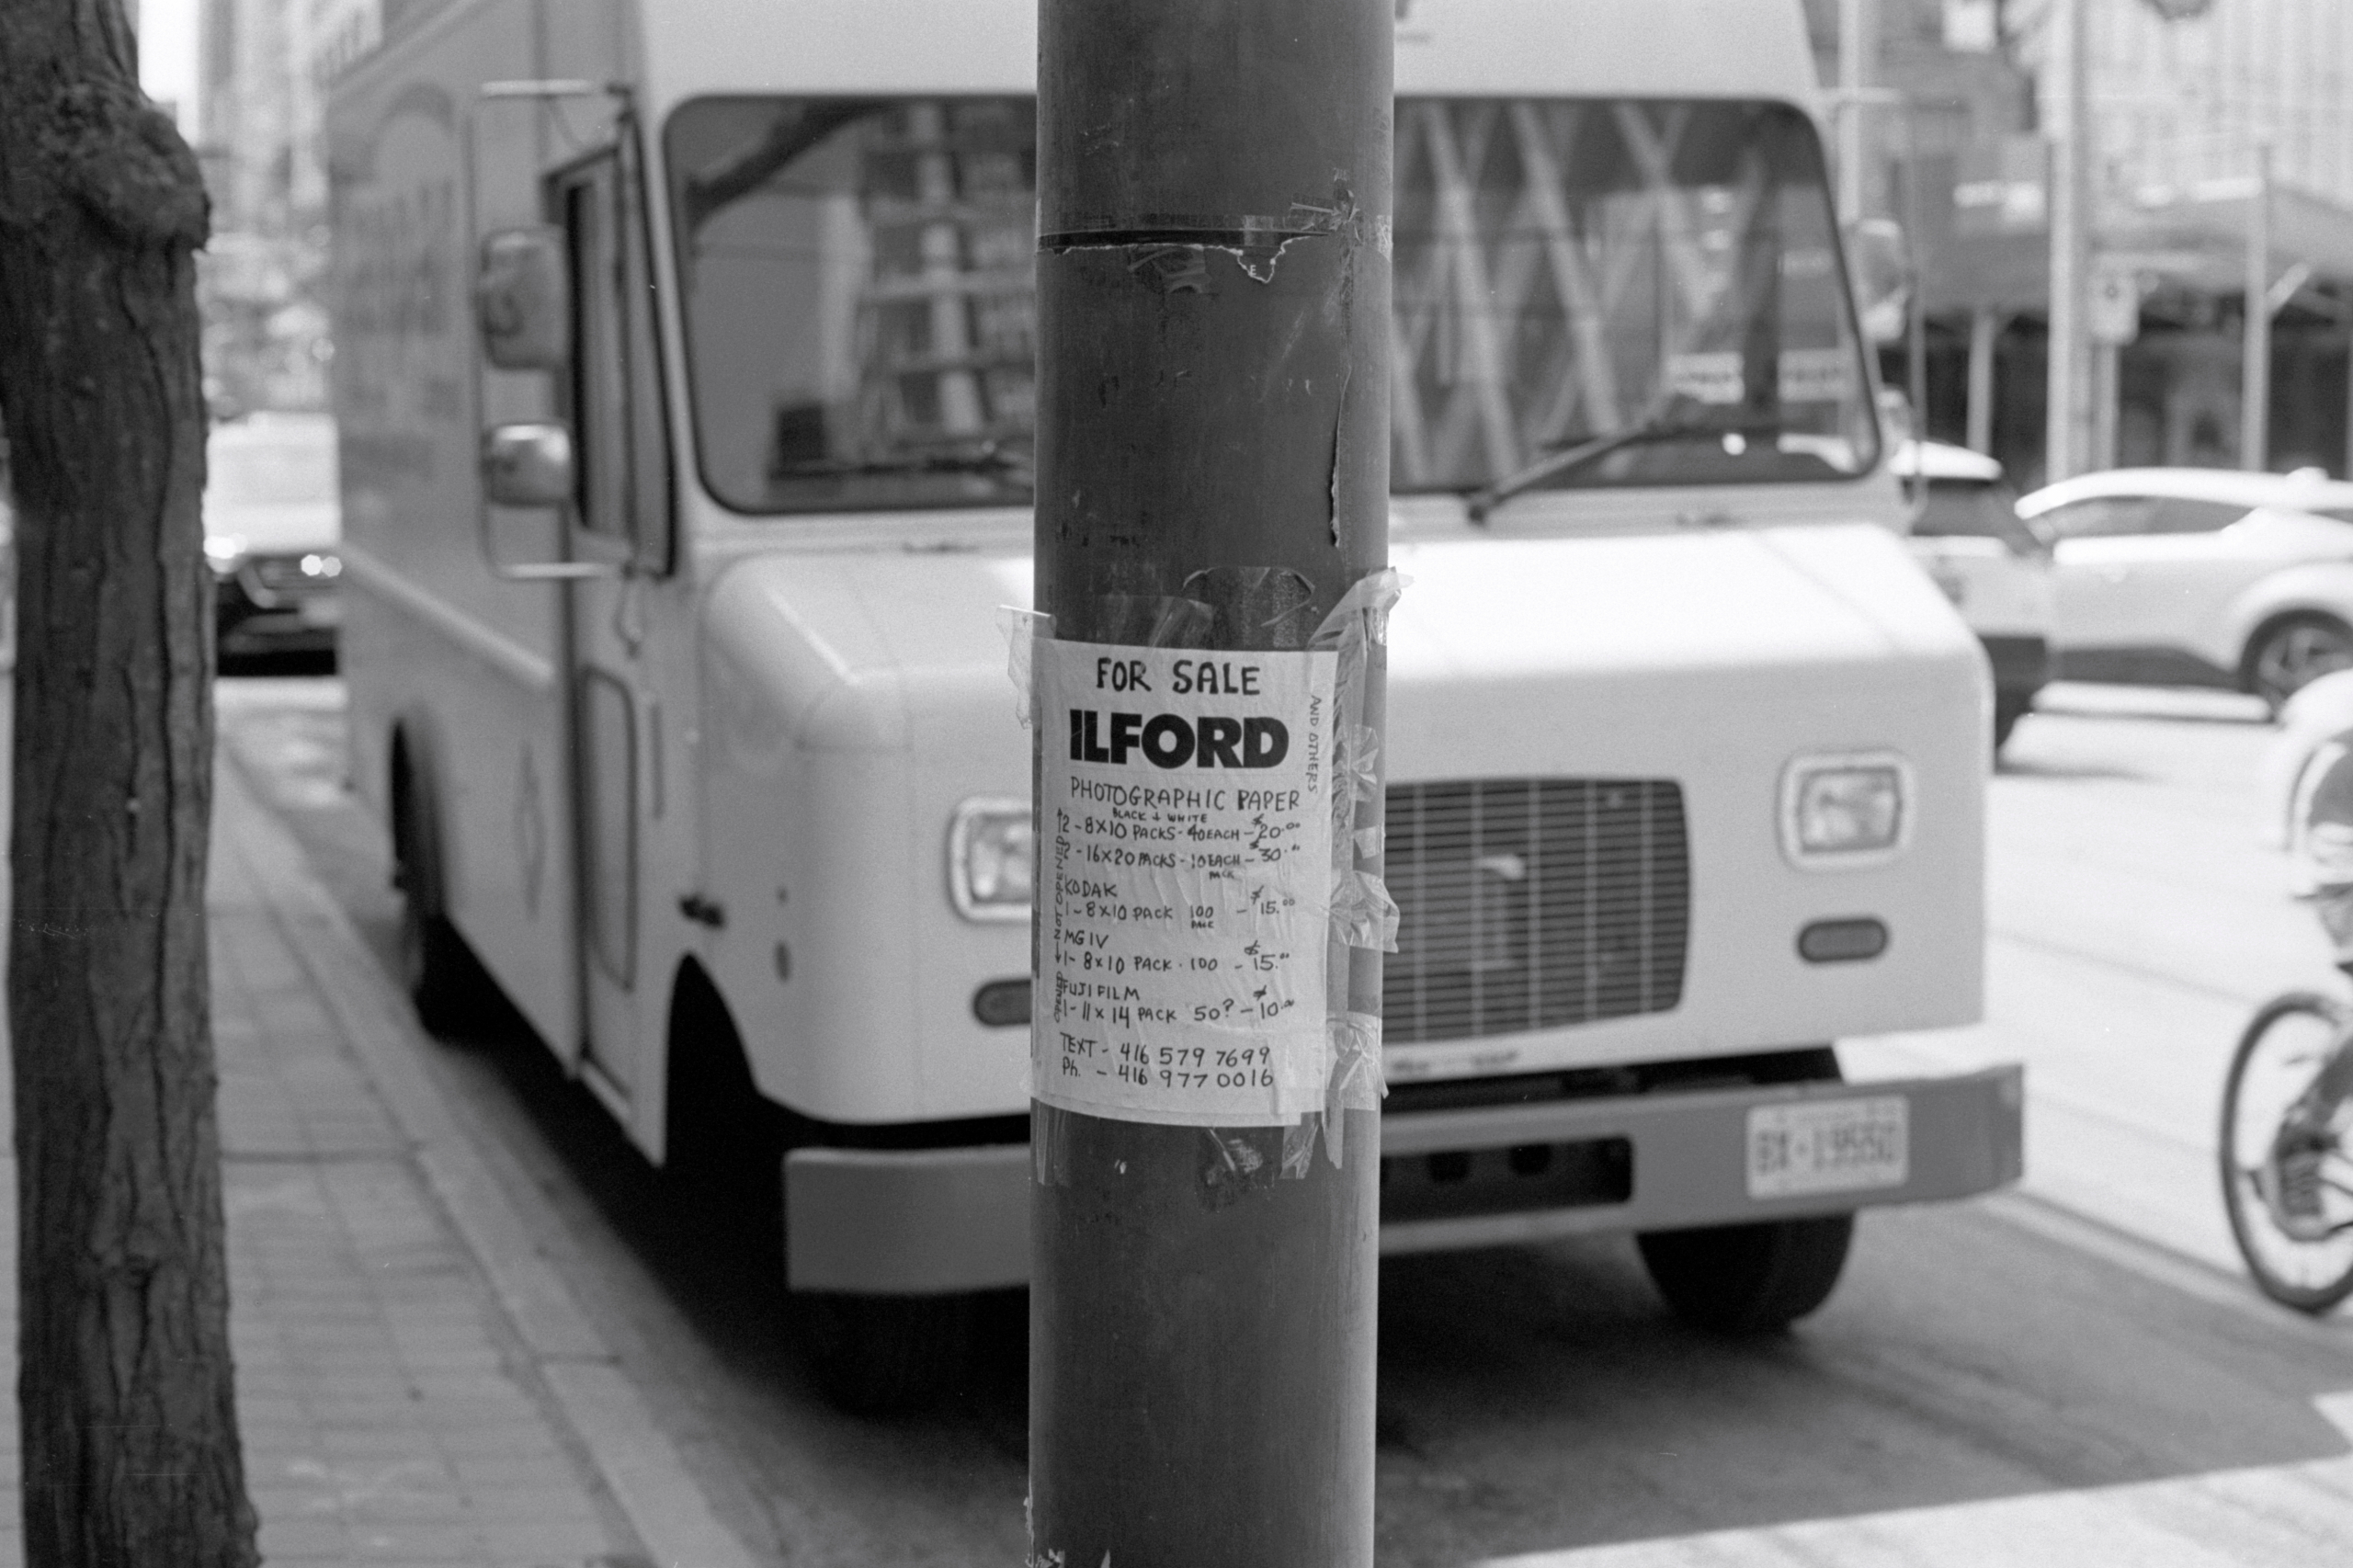 FOR SALE
ILFORD
AND OTHERS
PHOTOGRAPHIC PAPER
BLACK + WHITE
2-8X10 PACKS-40 EACH-$20.00
2-16X20 PACKS-10 EACH-$30.00
PACK
KODAK
1-8X10 PACK 100 - $15.00
PACK
MG IV
1-8X10 PACK. 100 - $15.00
FUJI FILM
1-11X14 PACK 50?-$10.00
NOT OPENED
OPENED
TEXT- 416 579 7699
Ph. - 416 977 0016